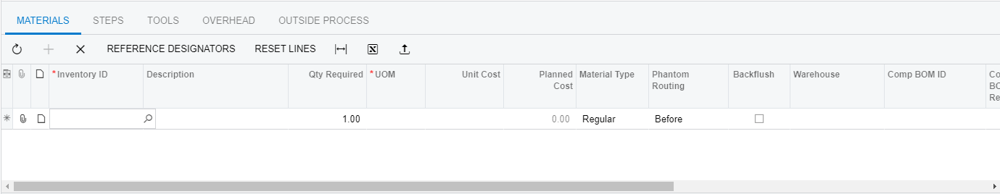 MATERIALS STEPS TOOLS OVERHEAD OUTSIDE PROCESS
REFERENCE DESIGNATORS RESET LINES
*Inventory ID Description Qty Required *UOM Unit Cost Planned Cost Material Type Phantom Routing Backflush Warehouse Comp BOM ID Co BO Re
1.00 0.00 Regular Before